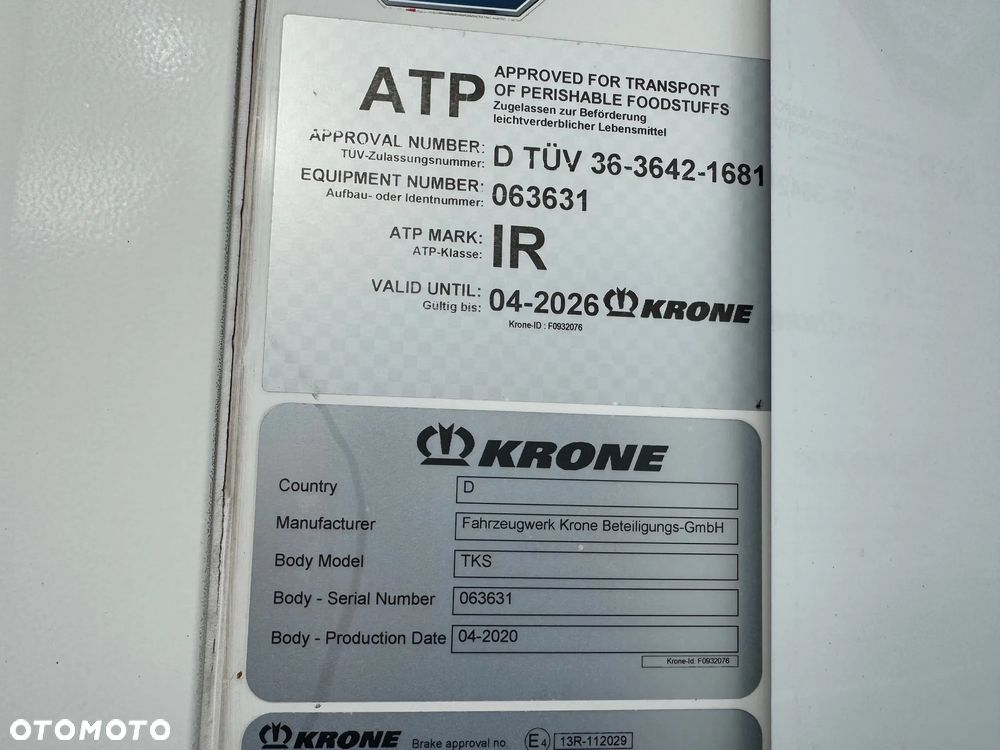 ATP
APPROVED FOR TRANSPORT
OF PERISHABLE FOODSTUFFS
Zugelassen zur Beförderung
leichtverderblicher Lebensmittel
APPROVAL NUMBER: D TÜV 36-3642-1681
TÜV-Zulassungsnummer:
EQUIPMENT NUMBER: 063631
Aufbau- oder Identnummer:
ATP MARK: IR
ATP-Klasse:
VALID UNTIL: 04-2026 KRONE
Gültig bis:
Krone-ID : F0932076
KRONE
Country D
Manufacturer Fahrzeugwerk Krone Beteiligungs-GmbH
Body Model TKS
Body - Serial Number 063631
Body - Production Date 04-2020
Krone-Id: F0932076
KRONE Brake approval no. E4 13R-112029
OTOMOTO